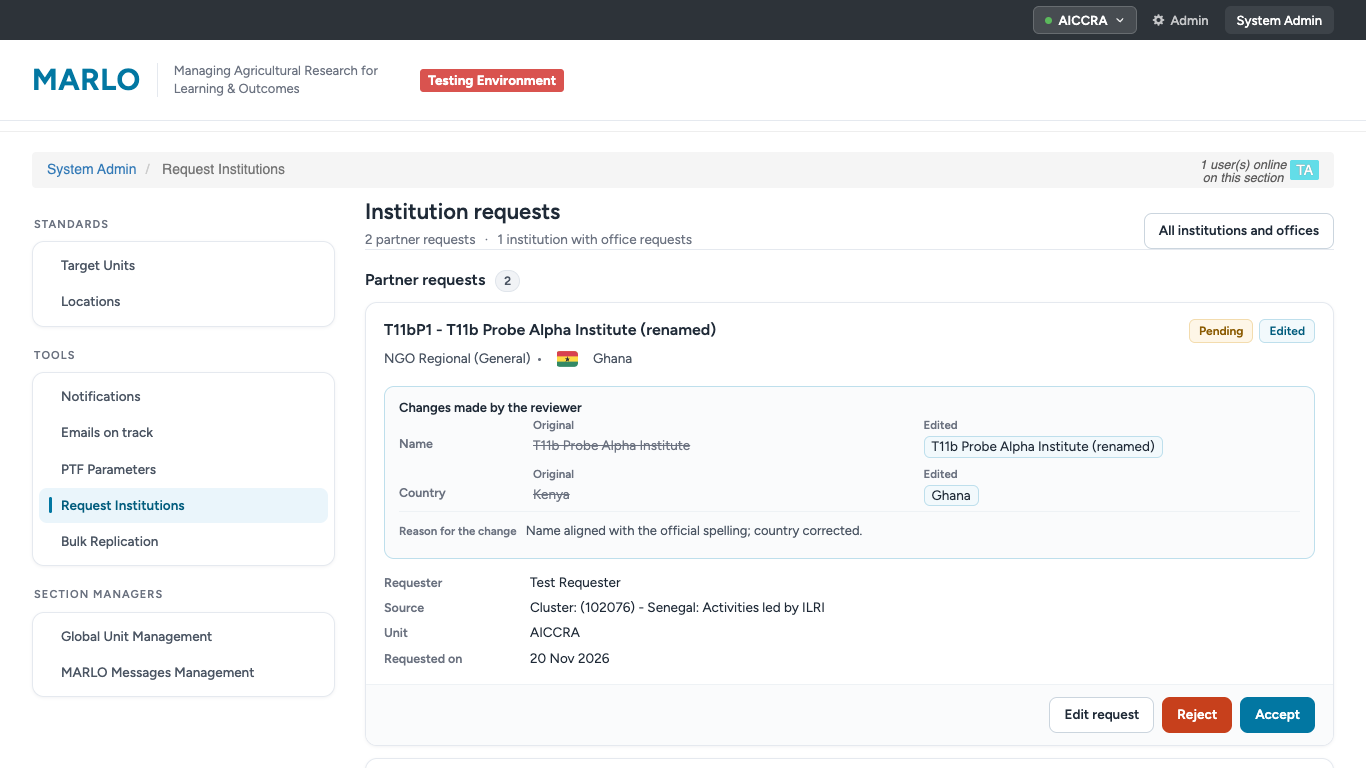 AICCRA
Admin
System Admin
MARLO
Managing Agricultural Research for
Learning & Outcomes
Testing Environment
System Admin / Request Institutions
1 user(s) online
on this section
TA
STANDARDS
Target Units
Locations
TOOLS
Notifications
Emails on track
PTF Parameters
Request Institutions
Bulk Replication
SECTION MANAGERS
Global Unit Management
MARLO Messages Management
Institution requests
2 partner requests · 1 institution with office requests
All institutions and offices
Partner requests 2
T11bP1 - T11b Probe Alpha Institute (renamed)
Pending
Edited
NGO Regional (General) • Ghana
Changes made by the reviewer
Original Edited
Name T11b Probe Alpha Institute T11b Probe Alpha Institute (renamed)
Original Edited
Country Kenya Ghana
Reason for the change Name aligned with the official spelling; country corrected.
Requester Test Requester
Source Cluster: (102076) - Senegal: Activities led by ILRI
Unit AICCRA
Requested on 20 Nov 2026
Edit request
Reject
Accept